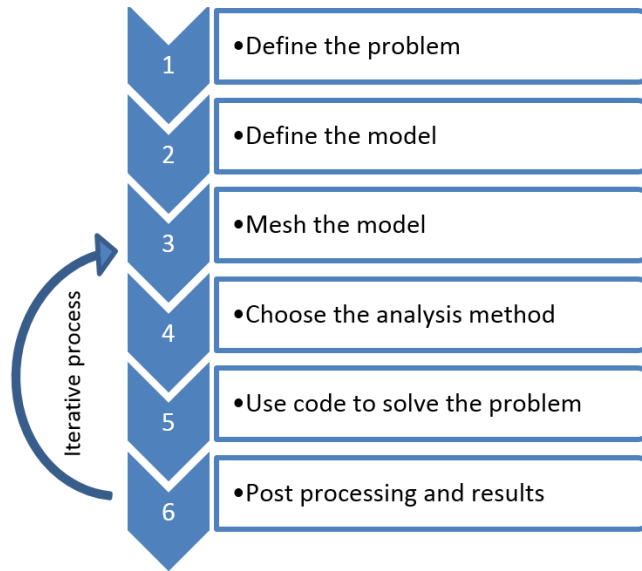 1
•Define the problem
2
•Define the model
3
•Mesh the model
4
•Choose the analysis method
5
•Use code to solve the problem
6
•Post processing and results
Iterative process